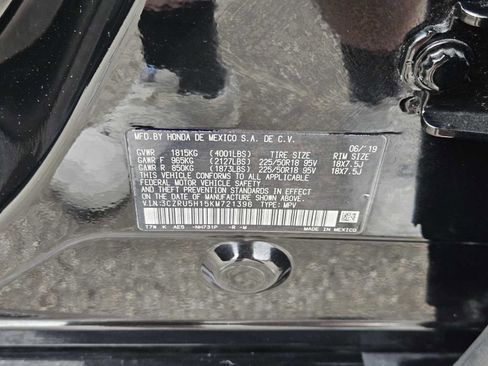 MFD.BY HONDA DE MEXICO S.A. DE C.V.
06/'19
GVWR 1815KG (4001LBS) TIRE SIZE RIM SIZE
GAWR F 965KG (2127LBS) 225/50R18 95V 18X7.5J
GAWR R 850KG (1873LBS) 225/50R18 95V 18X7.5J
THIS VEHICLE CONFORMS TO ALL APPLICABLE
FEDERAL MOTOR VEHICLE SAFETY AND THEFT
PREVENTION STANDARDS IN EFFECT ON THE DATE
OF MANUFACTURE SHOWN ABOVE.
V.I.N:3CZRU5H15KM721398 TYPE: MPV
T7W K AE5 -NH731P -R -M MADE IN MEXICO